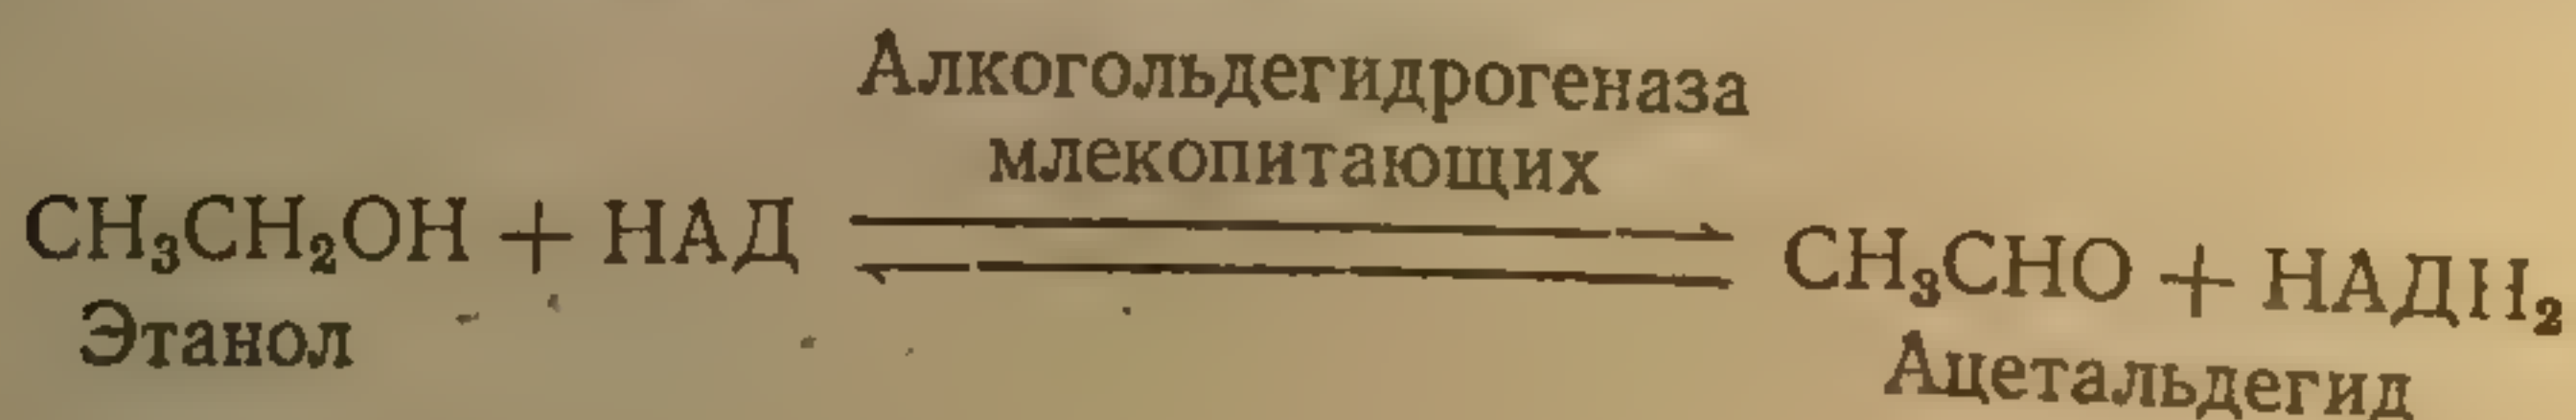 Алкогольдегидрогеназа
млекопитающих
CH₃CH₂OH + НАД ⇌ CH₃CHO + НАДН₂
Этанол Ацетальдегид